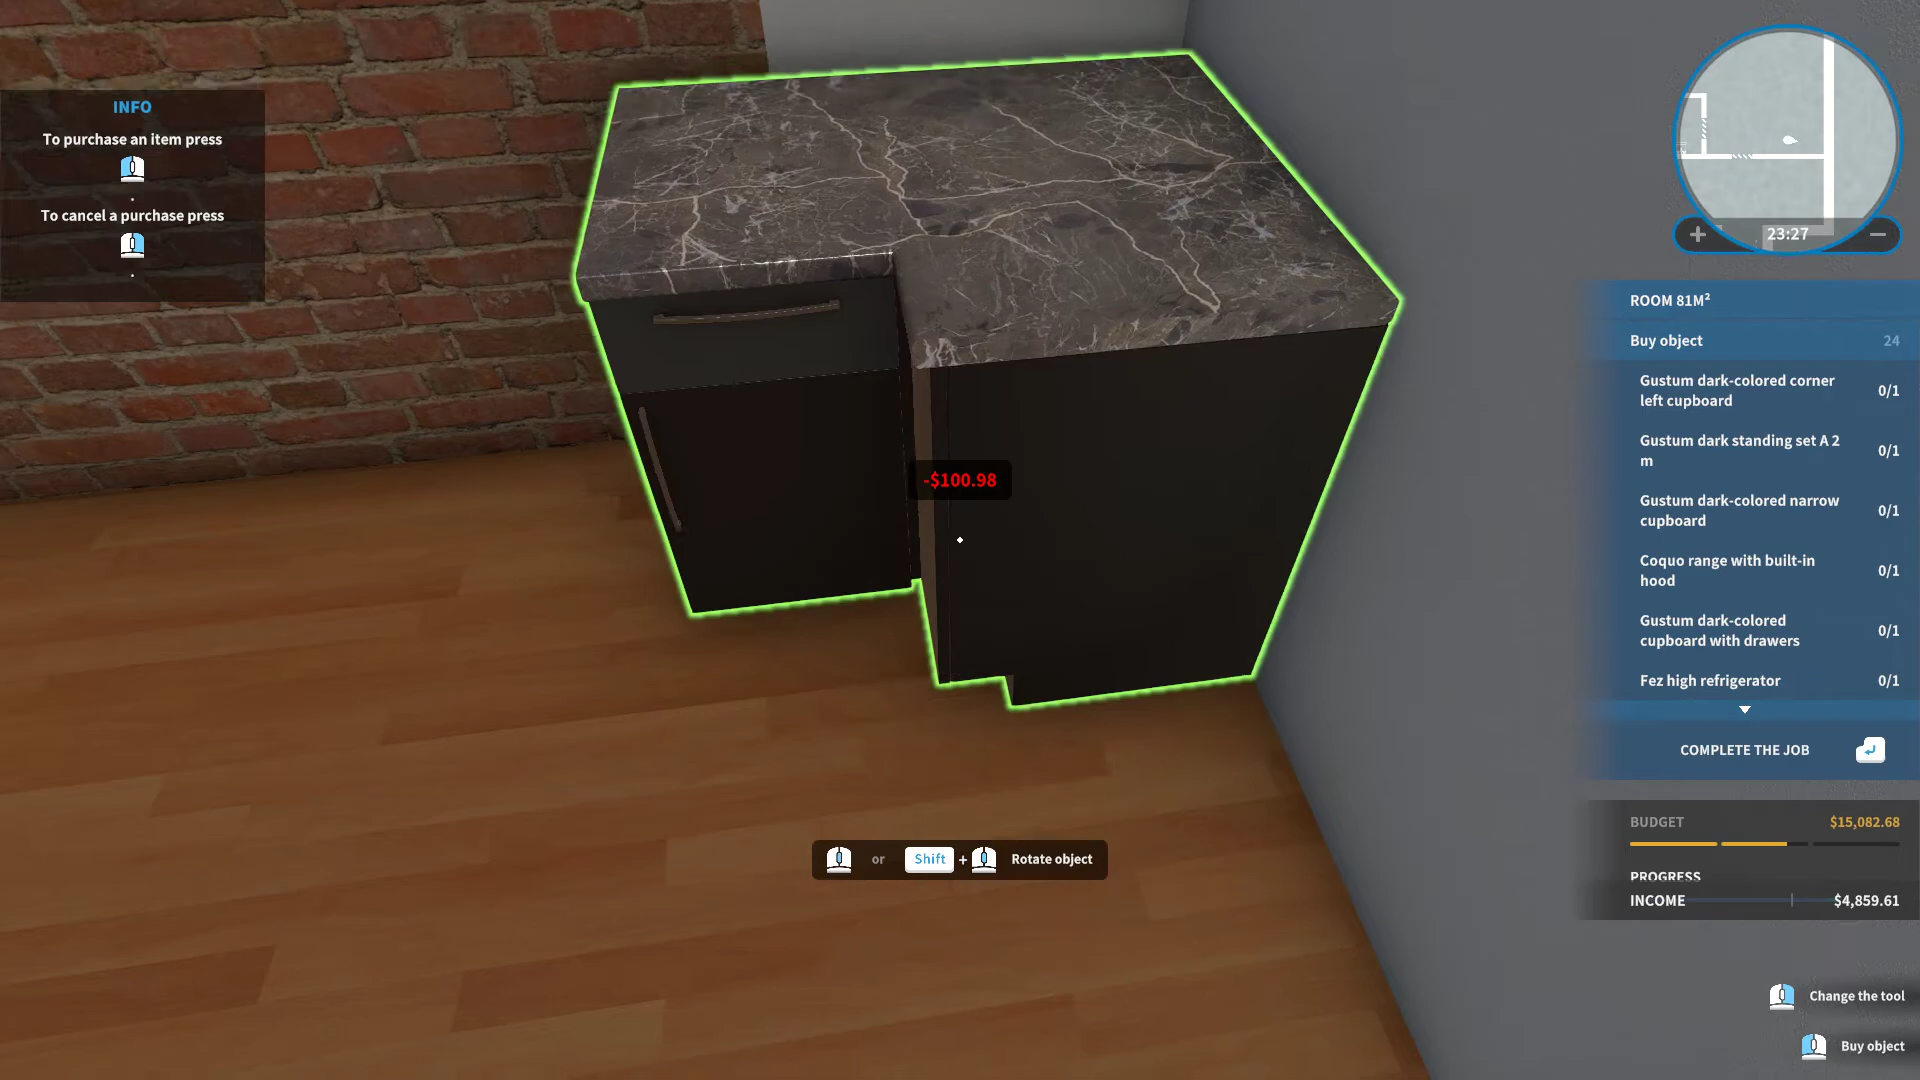 INFO
To purchase an item press
.
To cancel a purchase press
.
-$100.98
or Shift + Rotate object
+ 23:27 −
ROOM 81M²
Buy object 24
Gustum dark-colored corner
left cupboard 0/1
Gustum dark standing set A 2
m 0/1
Gustum dark-colored narrow
cupboard 0/1
Coquo range with built-in
hood 0/1
Gustum dark-colored
cupboard with drawers 0/1
Fez high refrigerator 0/1
COMPLETE THE JOB
BUDGET $15,082.68
PROGRESS
INCOME $4,859.61
Change the tool
Buy object